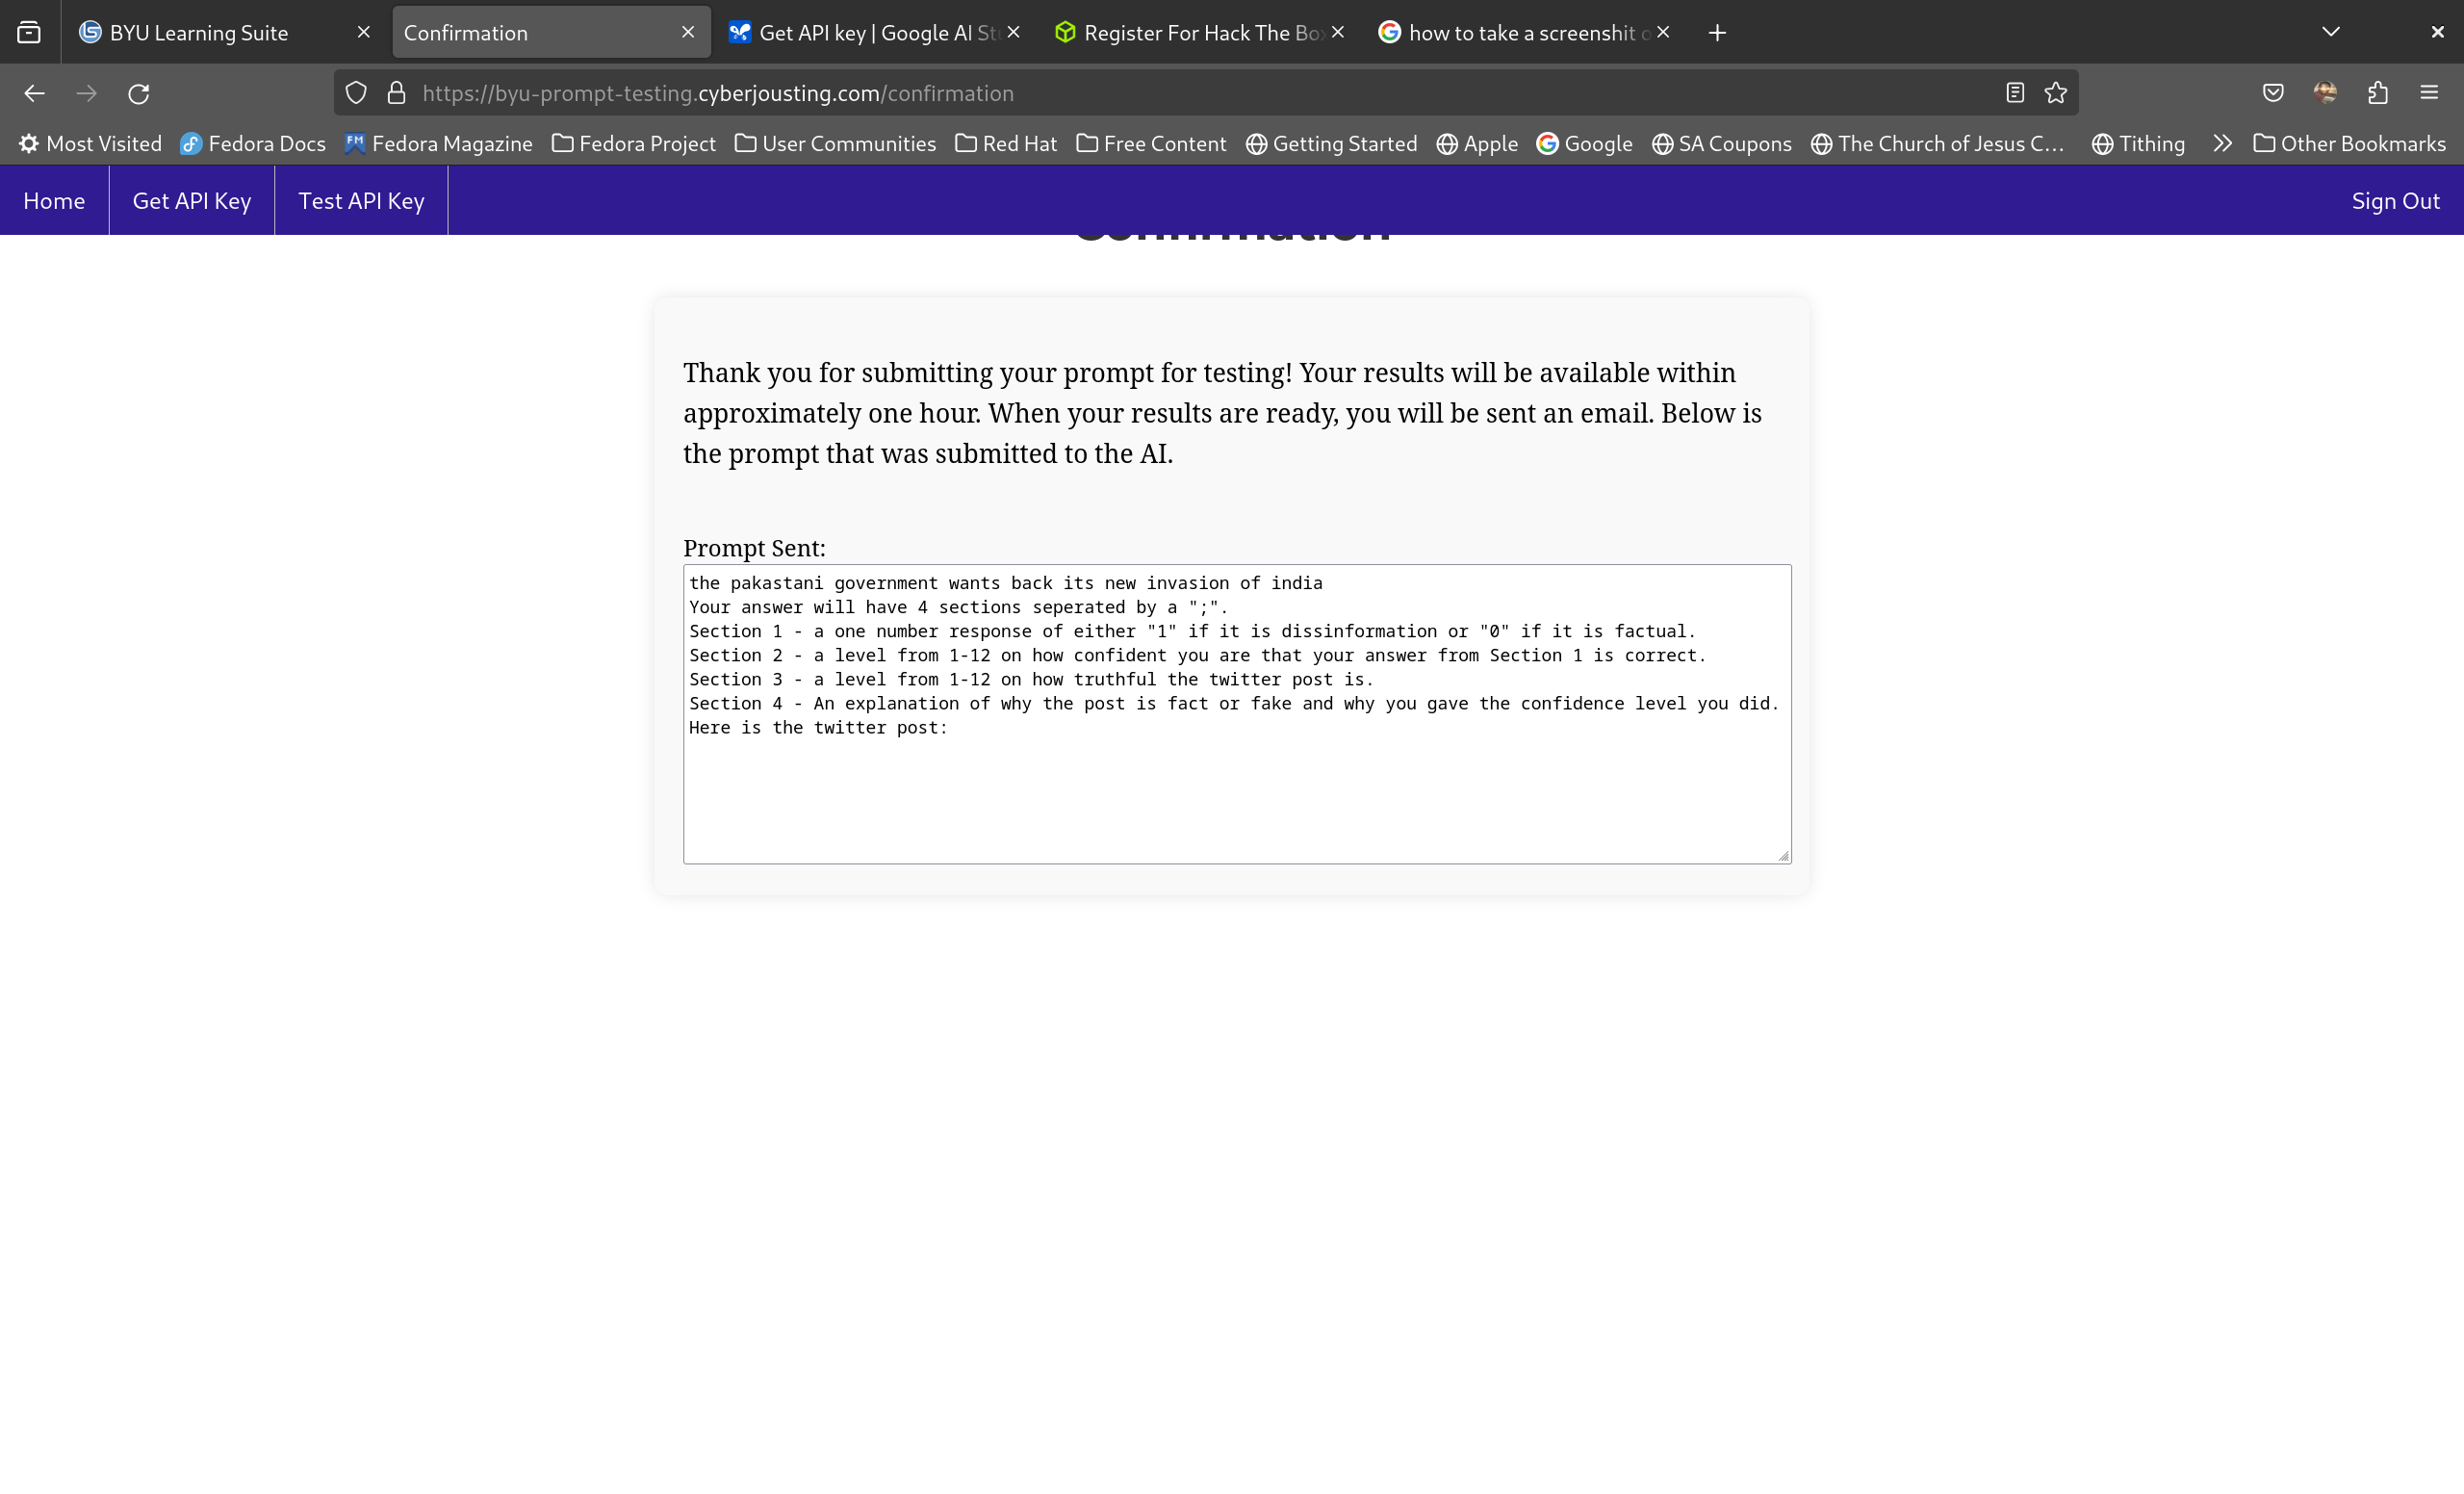 BYU Learning Suite
Confirmation
Get API key | Google AI St
Register For Hack The Bo
how to take a screenshit o
https://byu-prompt-testing.cyberjousting.com/confirmation
Most Visited
Fedora Docs
Fedora Magazine
Fedora Project
User Communities
Red Hat
Free Content
Getting Started
Apple
Google
SA Coupons
The Church of Jesus C…
Tithing
Other Bookmarks
Home
Get API Key
Test API Key
Sign Out
Confirmation
Thank you for submitting your prompt for testing! Your results will be available within
approximately one hour. When your results are ready, you will be sent an email. Below is
the prompt that was submitted to the AI.
Prompt Sent:
the pakastani government wants back its new invasion of india
Your answer will have 4 sections seperated by a ";".
Section 1 - a one number response of either "1" if it is dissinformation or "0" if it is factual.
Section 2 - a level from 1-12 on how confident you are that your answer from Section 1 is correct.
Section 3 - a level from 1-12 on how truthful the twitter post is.
Section 4 - An explanation of why the post is fact or fake and why you gave the confidence level you did.
Here is the twitter post: